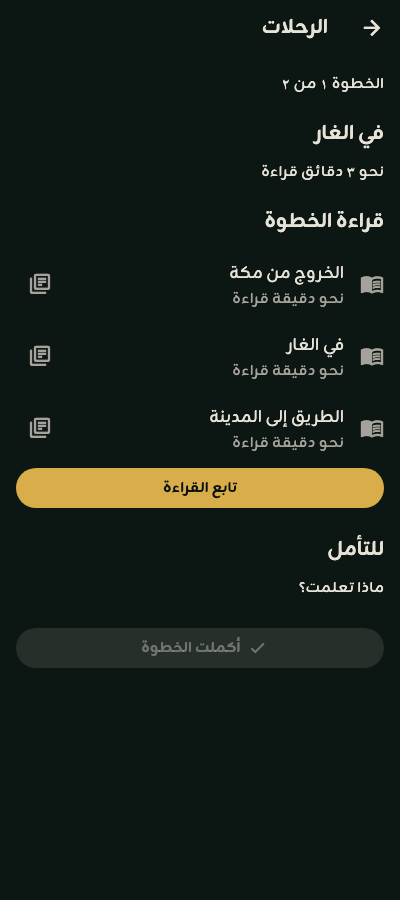 الرحلات
الخطوة ١ من ٢
في الغار
نحو ٣ دقائق قراءة
قراءة الخطوة
الخروج من مكة
نحو دقيقة قراءة
في الغار
نحو دقيقة قراءة
الطريق إلى المدينة
نحو دقيقة قراءة
تابع القراءة
للتأمل
ماذا تعلمت؟
أكملت الخطوة